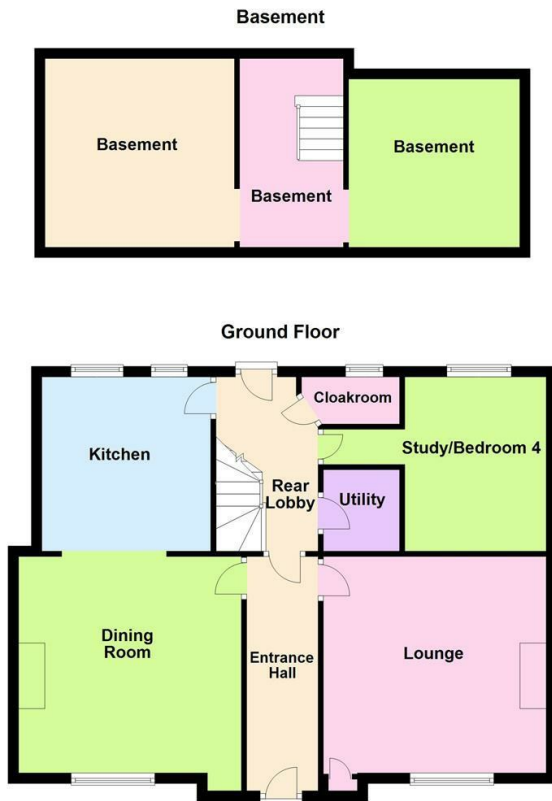 Basement
Basement
Basement
Basement
Ground Floor
Cloakroom
Kitchen
Study/Bedroom 4
Rear
Lobby
Utility
Dining
Room
Entrance
Hall
Lounge